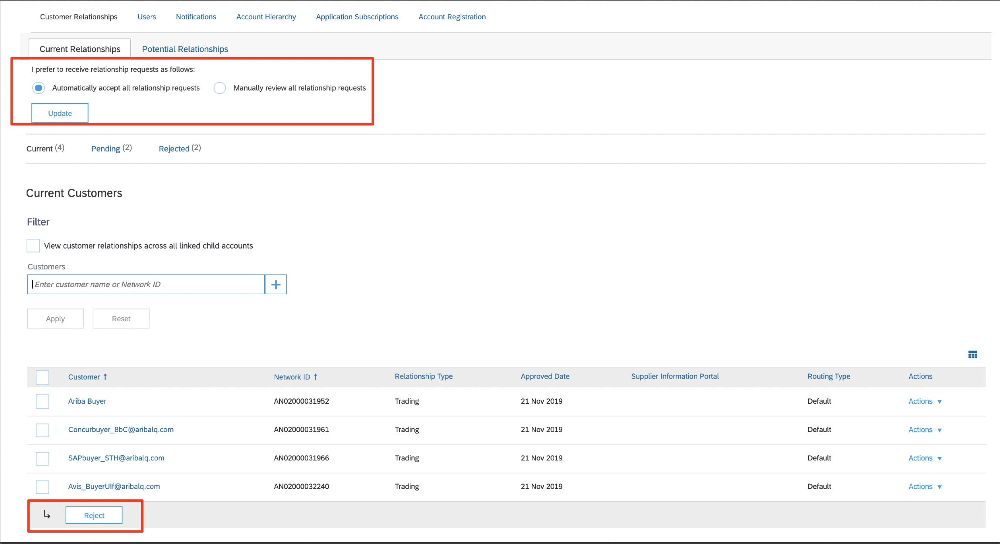 Customer Relationships Users Notifications Account Hierarchy Application Subscriptions Account Registration
Current Relationships Potential Relationships
I prefer to receive relationship requests as follows:
Automatically accept all relationship requests Manually review all relationship requests
Update
Current (4) Pending (2) Rejected (2)
Current Customers
Filter
View customer relationships across all linked child accounts
Customers
Enter customer name or Network ID
Apply Reset
Customer ↑ Network ID ↑ Relationship Type Approved Date Supplier Information Portal Routing Type Actions
Ariba Buyer AN02000031952 Trading 21 Nov 2019 Default Actions ▼
Concurbuyer_8bC@aribalq.com AN02000031961 Trading 21 Nov 2019 Default Actions ▼
SAPbuyer_STH@aribalq.com AN02000031966 Trading 21 Nov 2019 Default Actions ▼
Avis_BuyerUIf@aribalq.com AN02000032240 Trading 21 Nov 2019 Default Actions ▼
Reject